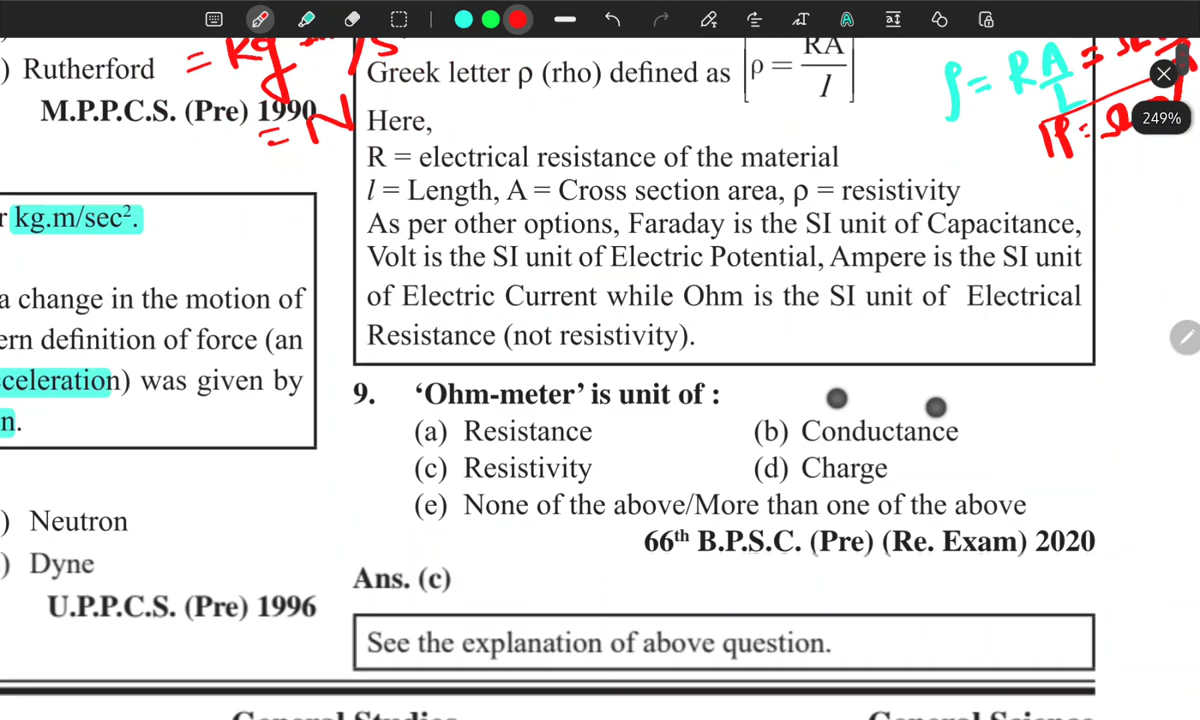 ) Rutherford
M.P.P.C.S. (Pre) 1990
= kg
= N
r kg.m/sec².
a change in the motion of
ern definition of force (an
celeration) was given by
n.
) Neutron
) Dyne
U.P.P.C.S. (Pre) 1996
Greek letter ρ (rho) defined as [ρ = RA/l]
Here,
R = electrical resistance of the material
l = Length, A = Cross section area, ρ = resistivity
As per other options, Faraday is the SI unit of Capacitance,
Volt is the SI unit of Electric Potential, Ampere is the SI unit
of Electric Current while Ohm is the SI unit of Electrical
Resistance (not resistivity).
ρ = R A/L =
249%
9. ‘Ohm-meter’ is unit of :
(a) Resistance (b) Conductance
(c) Resistivity (d) Charge
(e) None of the above/More than one of the above
66th B.P.S.C. (Pre) (Re. Exam) 2020
Ans. (c)
See the explanation of above question.